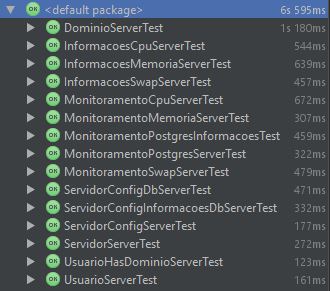 OK <default package> 6s 595ms
OK DominioServerTest 1s 180ms
OK InformacoesCpuServerTest 544ms
OK InformacoesMemoriaServerTest 639ms
OK InformacoesSwapServerTest 457ms
OK MonitoramentoCpuServerTest 672ms
OK MonitoramentoMemoriaServerTest 307ms
OK MonitoramentoPostgresInformacoesTest 459ms
OK MonitoramentoPostgresServerTest 322ms
OK MonitoramentoSwapServerTest 479ms
OK ServidorConfigDbServerTest 471ms
OK ServidorConfigInformacoesDbServerTest 332ms
OK ServidorConfigServerTest 177ms
OK ServidorServerTest 272ms
OK UsuarioHasDominioServerTest 123ms
OK UsuarioServerTest 161ms